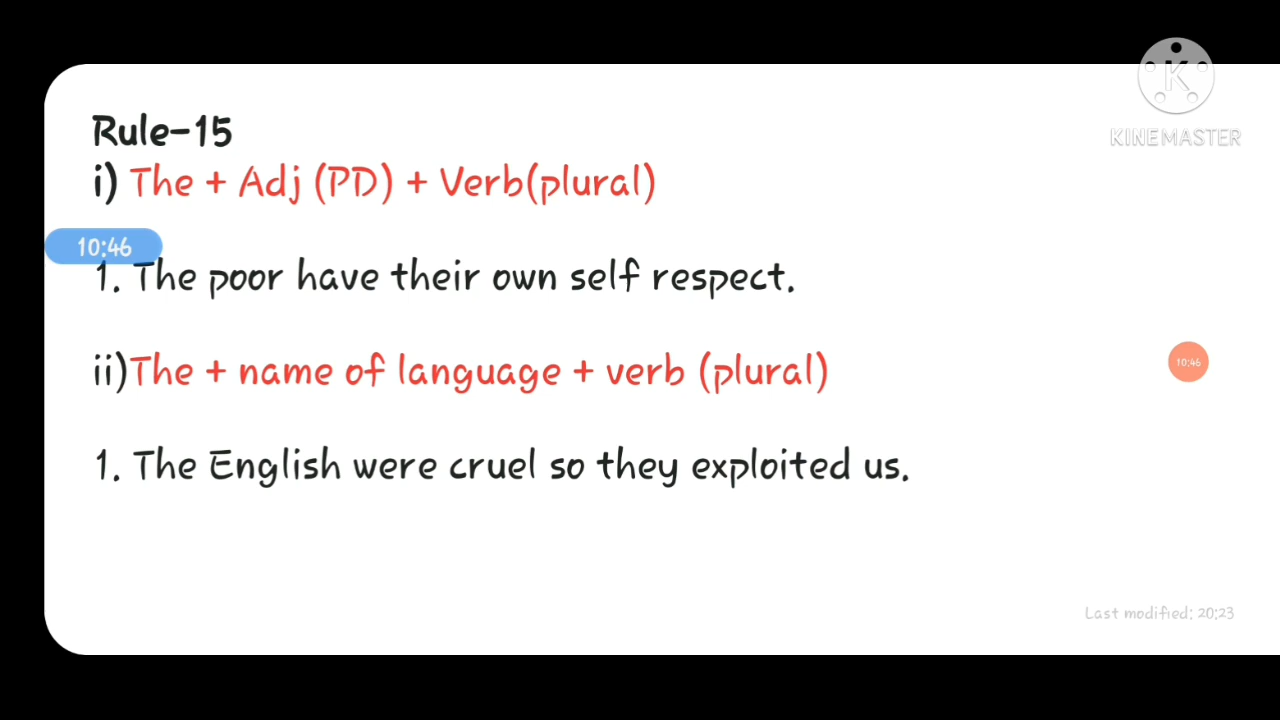 KINEMASTER
Rule-15
i) The + Adj (PD) + Verb(plural)
10:46
1. The poor have their own self respect.
ii)The + name of language + verb (plural)
10:46
1. The English were cruel so they exploited us.
Last modified: 20:23